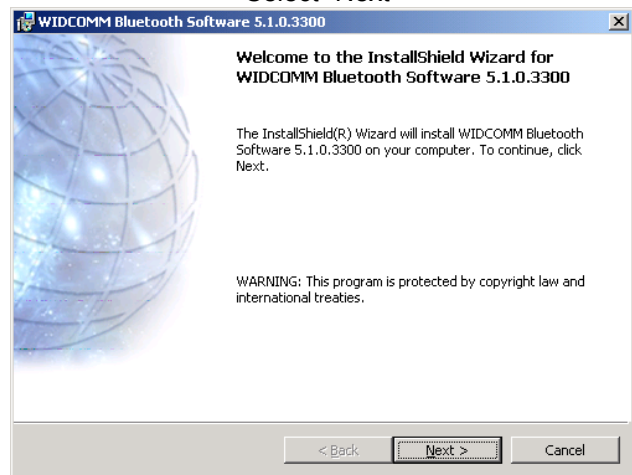 Select "Next"
WIDCOMM Bluetooth Software 5.1.0.3300
Welcome to the InstallShield Wizard for
WIDCOMM Bluetooth Software 5.1.0.3300
The InstallShield(R) Wizard will install WIDCOMM Bluetooth
Software 5.1.0.3300 on your computer. To continue, click
Next.
WARNING: This program is protected by copyright law and
international treaties.
< Back Next > Cancel